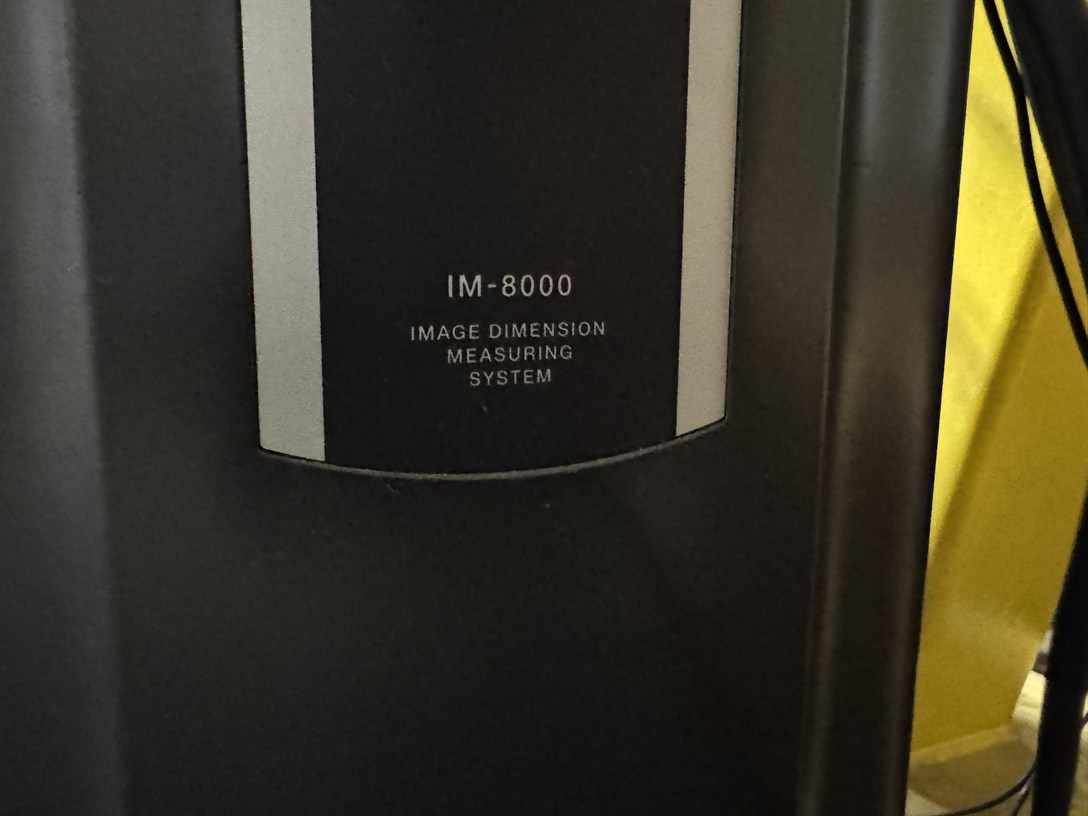 IM-8000
IMAGE DIMENSION
MEASURING
SYSTEM